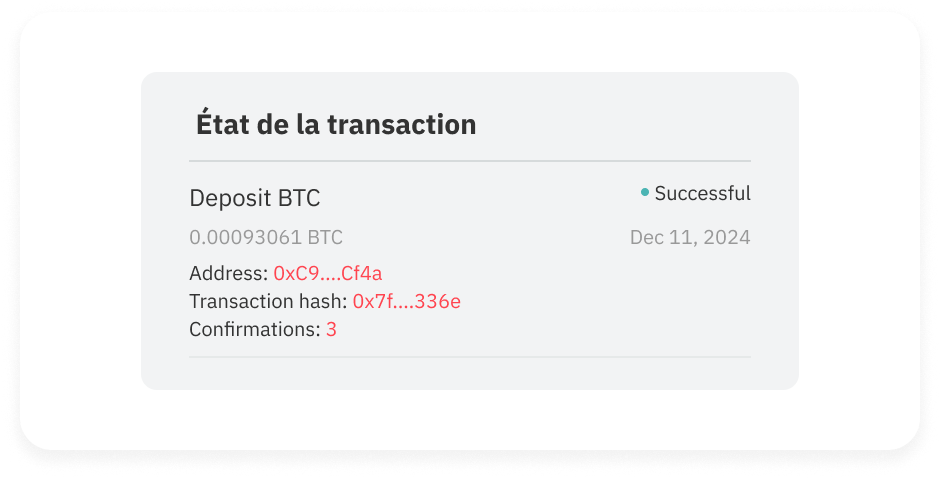 État de la transaction
Deposit BTC
Successful
0.00093061 BTC
Dec 11, 2024
Address: 0xC9....Cf4a
Transaction hash: 0x7f....336e
Confirmations: 3